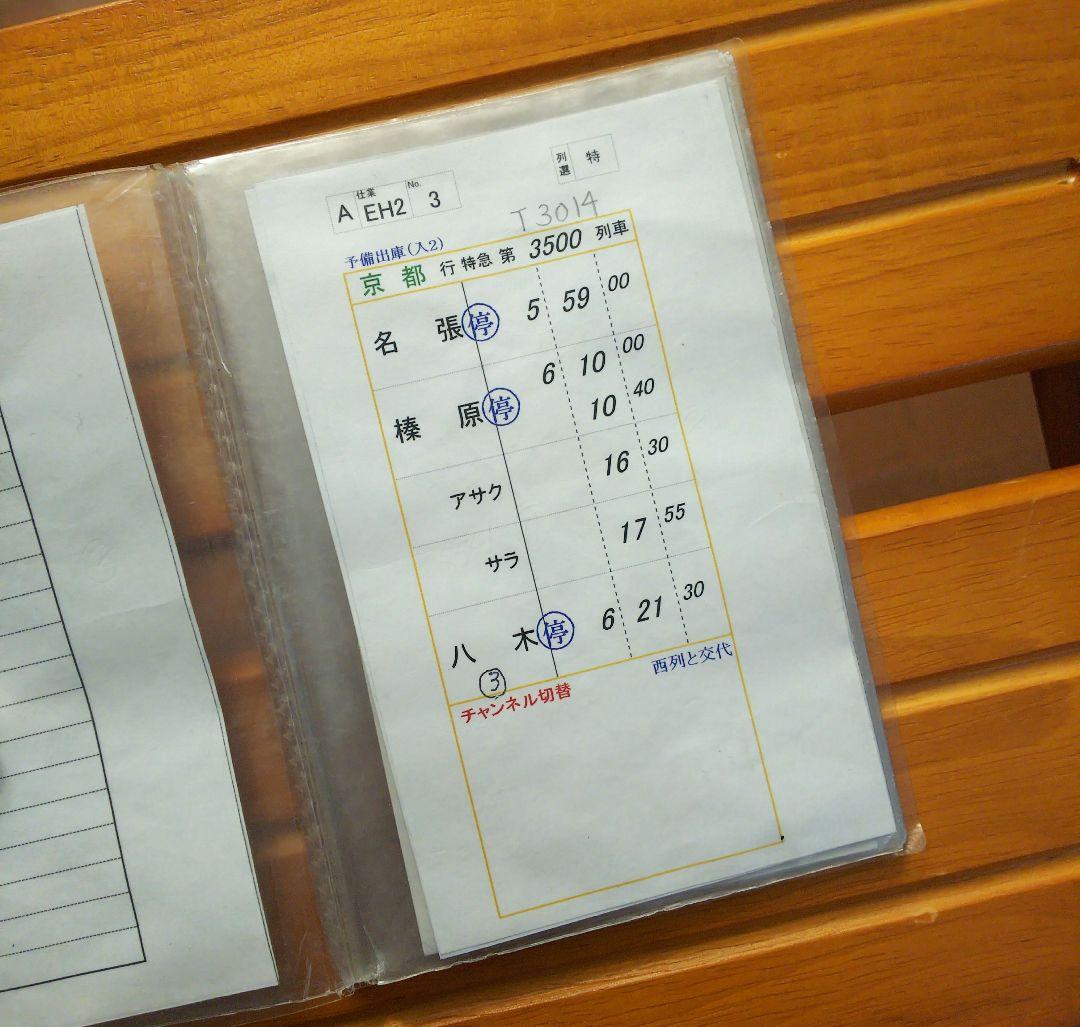 A 仕業 EH2 No. 3
列選 特
T3014
予備出庫(入2)
京都 行 特急 第 3500 列車
名張 停 5 59 00
6 10 00
榛原 停 10 40
アサク 16 30
サラ 17 55
八木 停 6 21 30
3
西列と交代
チャンネル切替